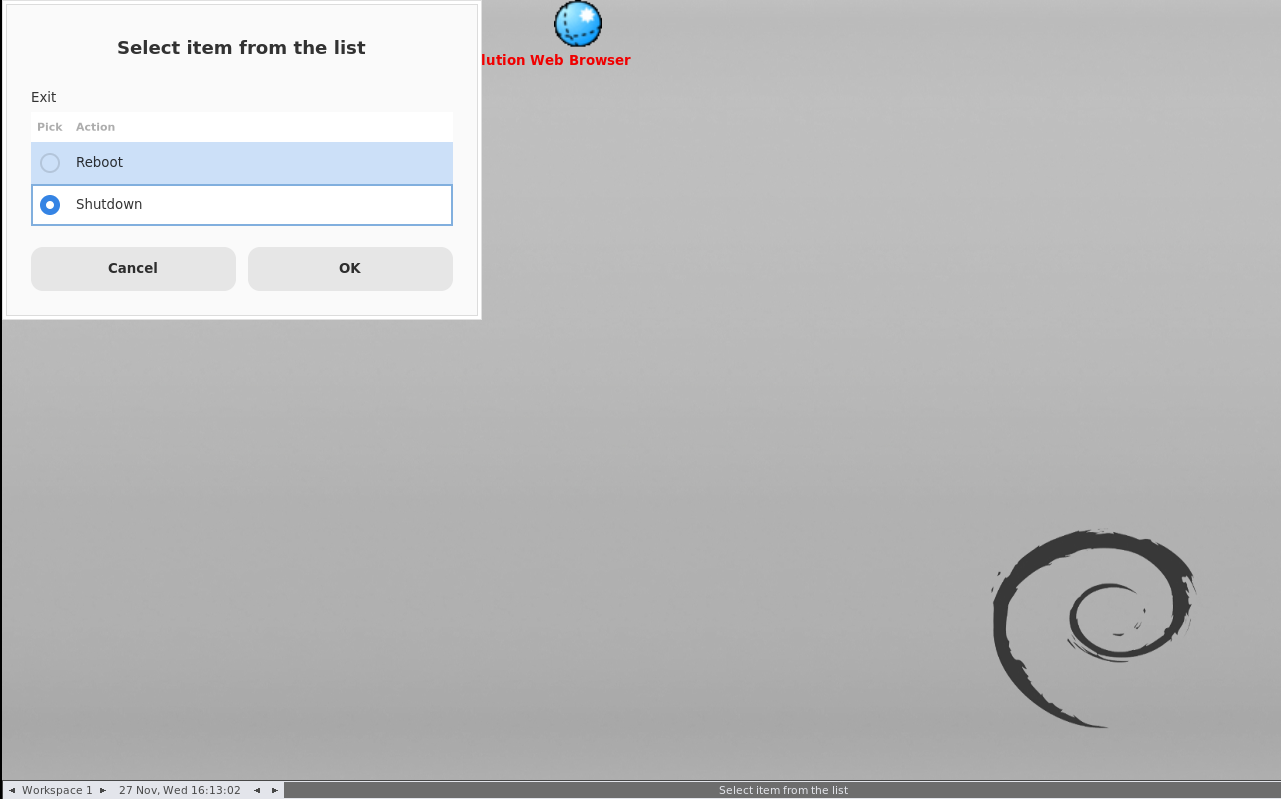 Select item from the list
lution Web Browser
Exit
Pick Action
Reboot
Shutdown
Cancel OK
Workspace 1 27 Nov, Wed 16:13:02 Select item from the list